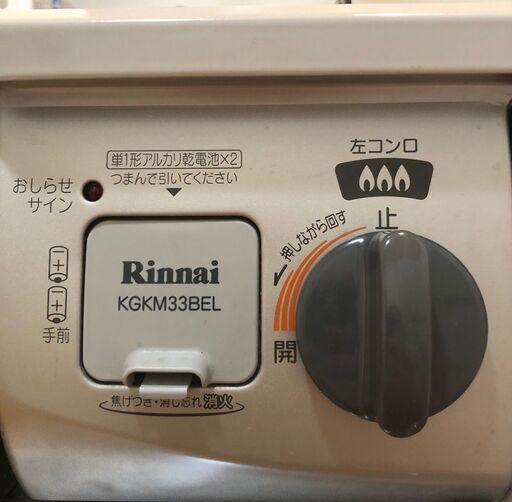 単1形アルカリ乾電池×2
つまんで引いてください
おしらせ
サイン
手前
Rinnai
KGKM33BEL
焦げつき・消し忘れ消火
左コンロ
止
押しながら回す
開